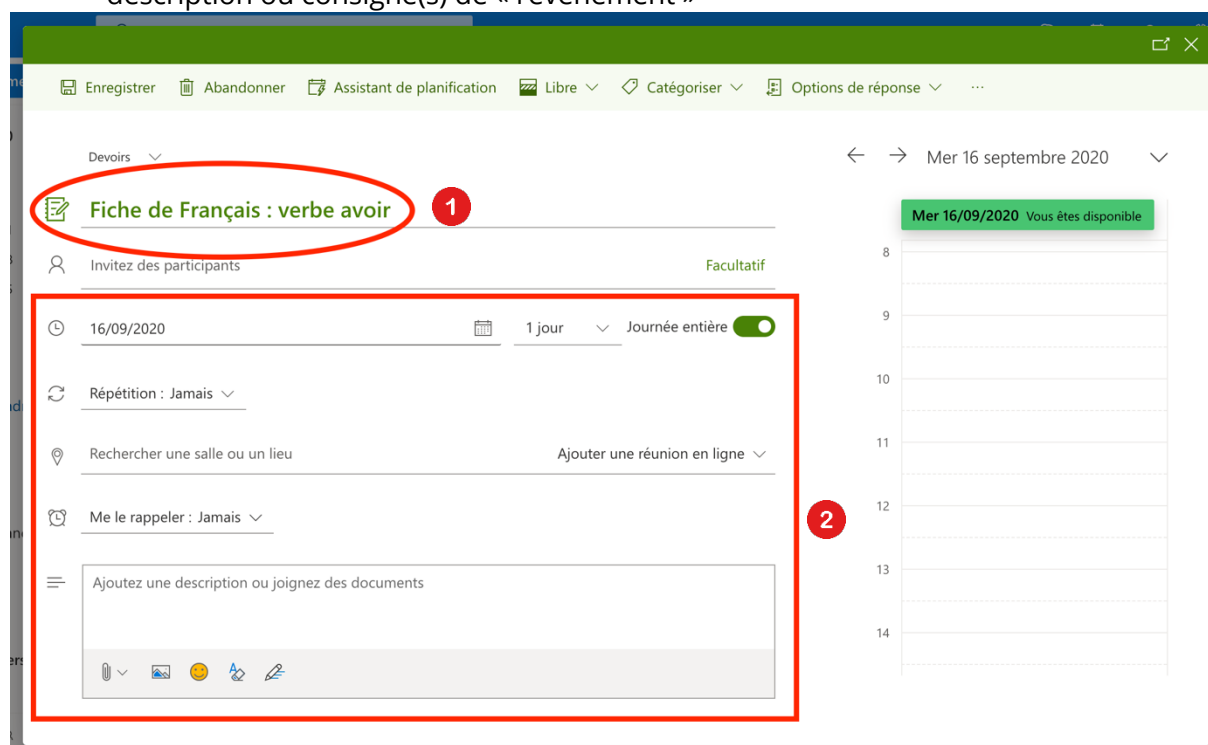 description ou consigne(s) de « l'évènement »
Enregistrer Abandonner Assistant de planification Libre Catégoriser Options de réponse ...
Devoirs
Mer 16 septembre 2020
Fiche de Français : verbe avoir
1
Mer 16/09/2020 Vous êtes disponible
Invitez des participants Facultatif
8
16/09/2020 1 jour Journée entière
9
Répétition : Jamais
10
Rechercher une salle ou un lieu Ajouter une réunion en ligne
11
Me le rappeler : Jamais
2
12
Ajoutez une description ou joignez des documents
13
14